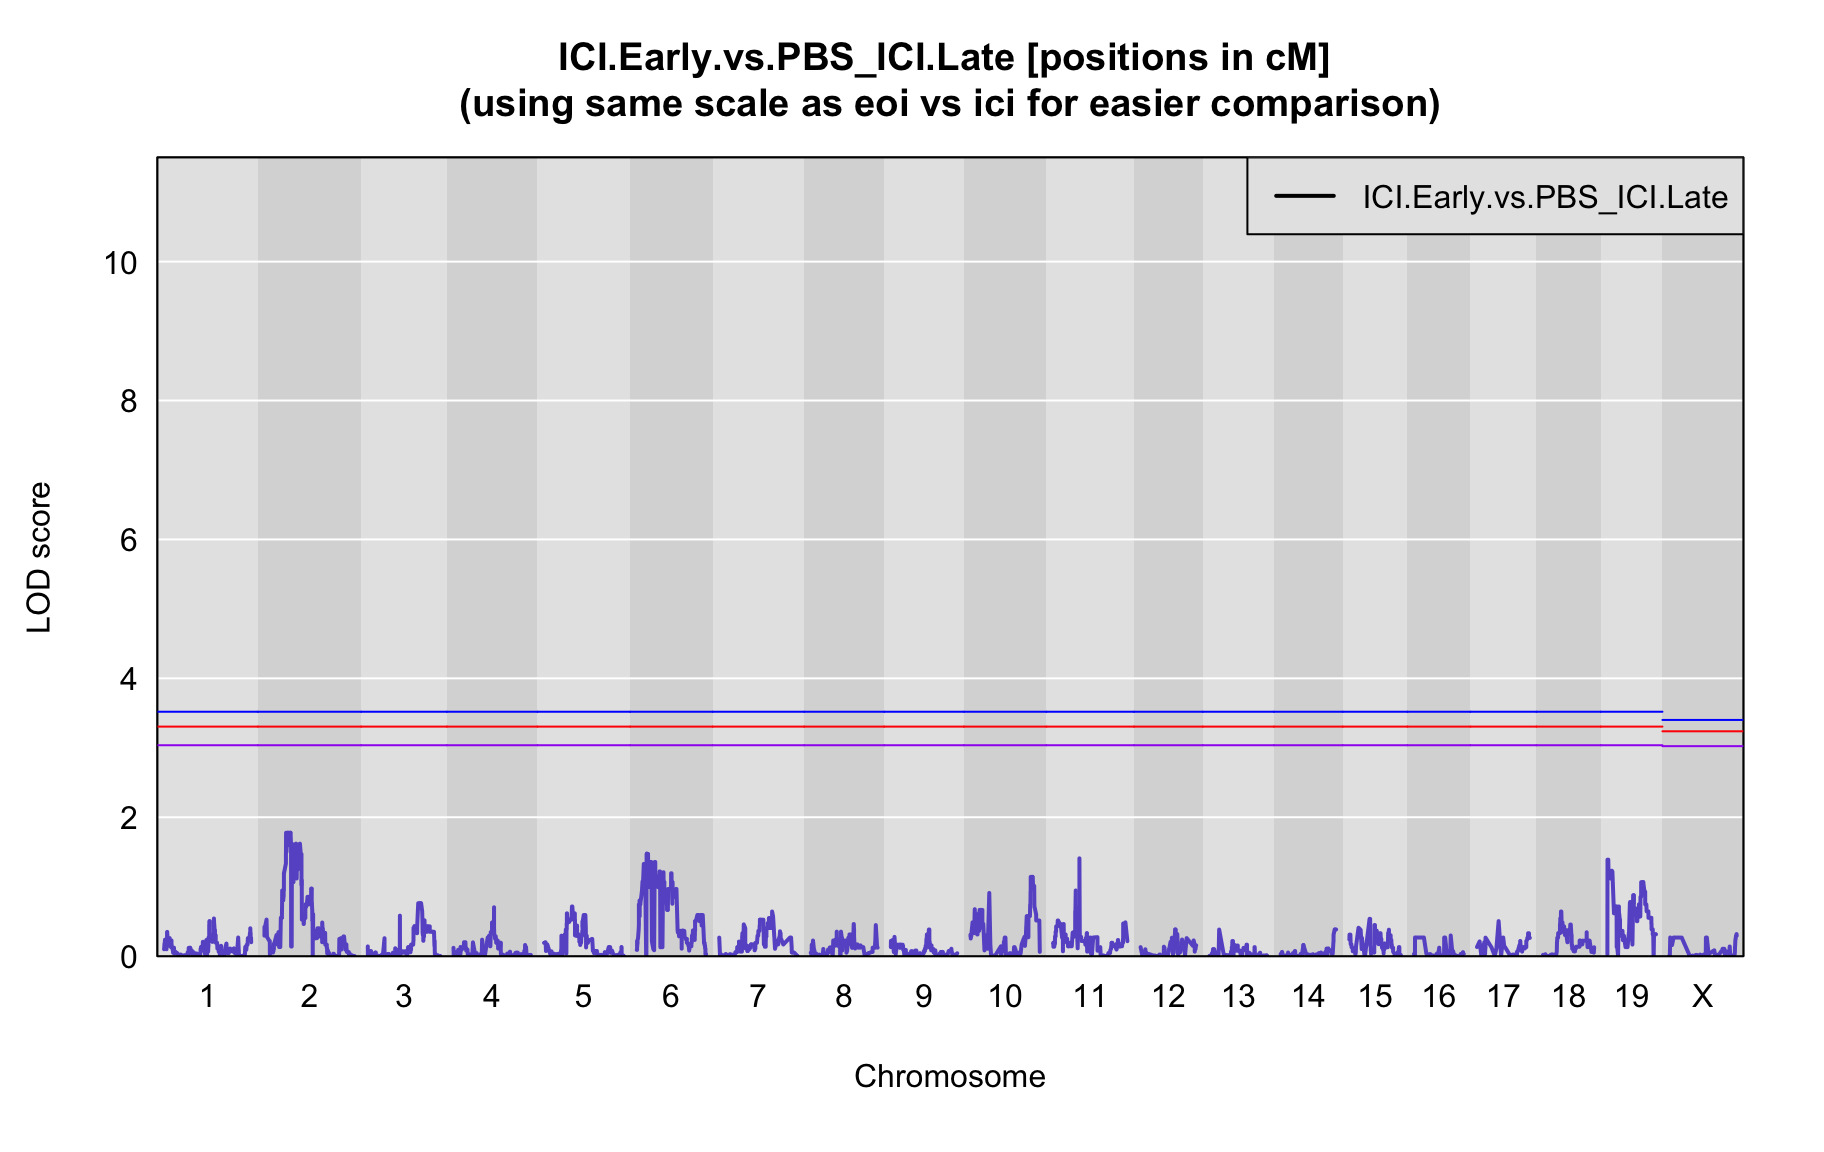 ICI.Early.vs.PBS_ICI.Late [positions in cM]
(using same scale as eoi vs ici for easier comparison)
ICI.Early.vs.PBS_ICI.Late
10
8
6
4
2
0
LOD score
1 2 3 4 5 6 7 8 9 10 11 12 13 14 15 16 17 18 19 X
Chromosome